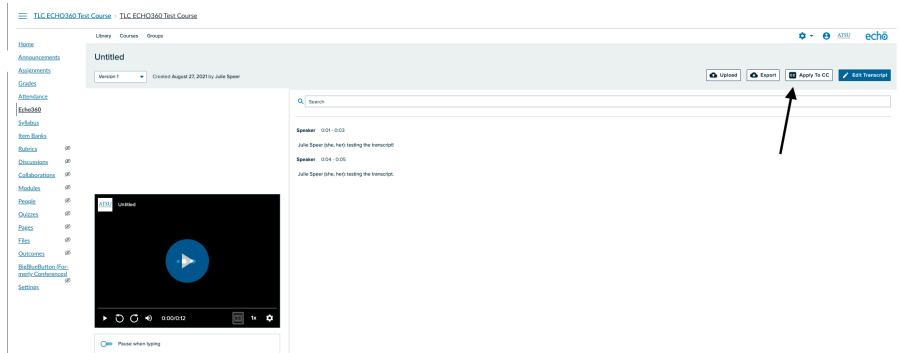 TLC ECHO360 Test Course › TLC ECHO360 Test Course
Home
Announcements
Assignments
Grades
Attendance
Echo360
Syllabus
Item Banks
Rubrics
Discussions
Collaborations
Modules
People
Quizzes
Pages
Files
Outcomes
BigBlueButton (For-
merly Conferences)
Settings
Library Courses Groups
ATSU echo
Untitled
Version 1 Created August 27, 2021 by Julie Speer
Upload Export CC Apply To CC Edit Transcript
Search
Speaker 0:01 - 0:03
Julie Speer (she, her): testing the transcript!
Speaker 0:04 - 0:05
Julie Speer (she, her): testing the transcript.
ATSU Untitled
0:00/0:12 CC 1x
Pause when typing